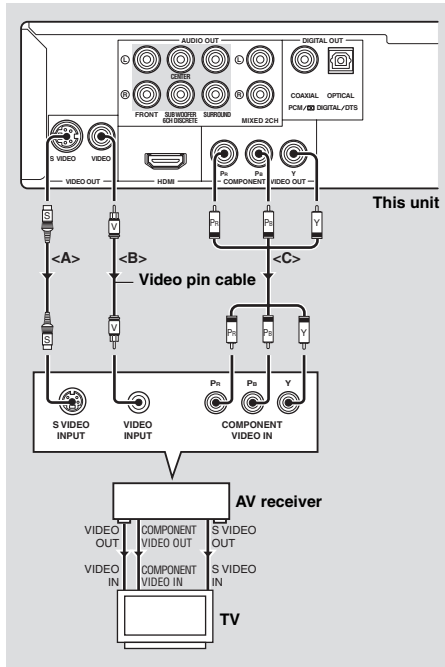 AUDIO OUT
DIGITAL OUT
L
L
CENTER
R
R
COAXIAL OPTICAL
FRONT SUBWOOFER SURROUND
6CH DISCRETE
MIXED 2CH
PCM/DD DIGITAL/DTS
S VIDEO
VIDEO
VIDEO OUT
HDMI
PR PB Y
COMPONENT VIDEO OUT
This unit
S
V
PR
PB
Y
<A>
<B>
<C>
Video pin cable
S
V
PR
PB
Y
PR PB Y
S VIDEO
INPUT
VIDEO
INPUT
COMPONENT
VIDEO IN
AV receiver
VIDEO
OUT
COMPONENT
VIDEO OUT
S VIDEO
OUT
VIDEO
IN
COMPONENT
VIDEO IN
S VIDEO
IN
TV